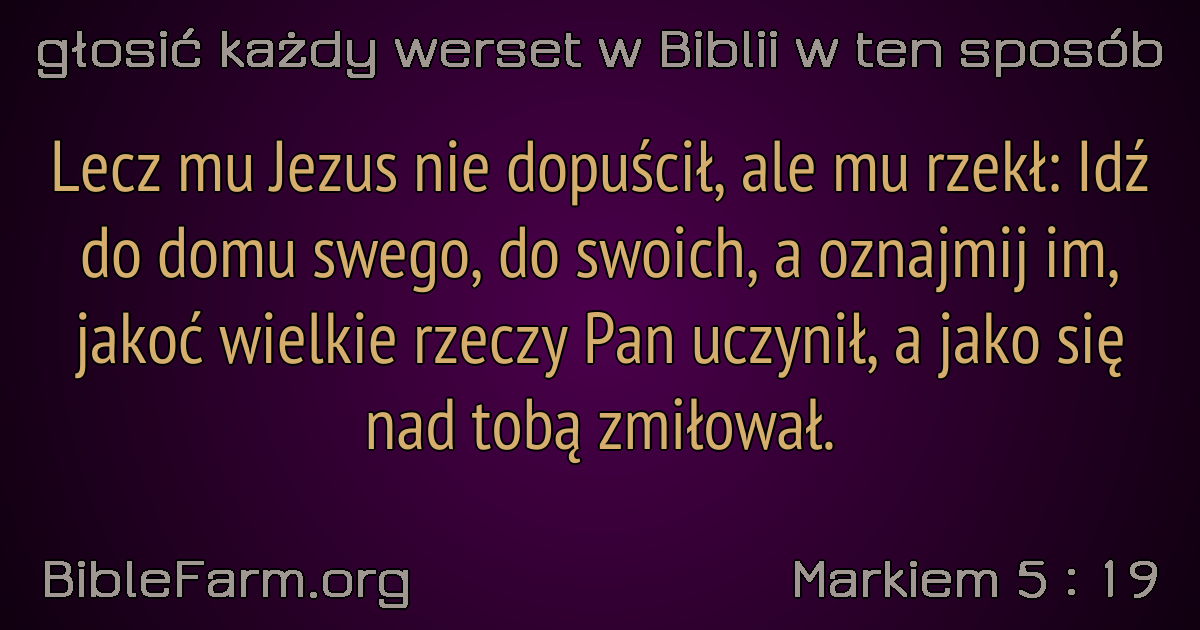 głosić każdy werset w Biblii w ten sposób
Lecz mu Jezus nie dopuścił, ale mu rzekł: Idź
do domu swego, do swoich, a oznajmij im,
jakoć wielkie rzeczy Pan uczynił, a jako się
nad tobą zmiłował.
BibleFarm.org
Markiem 5 : 19